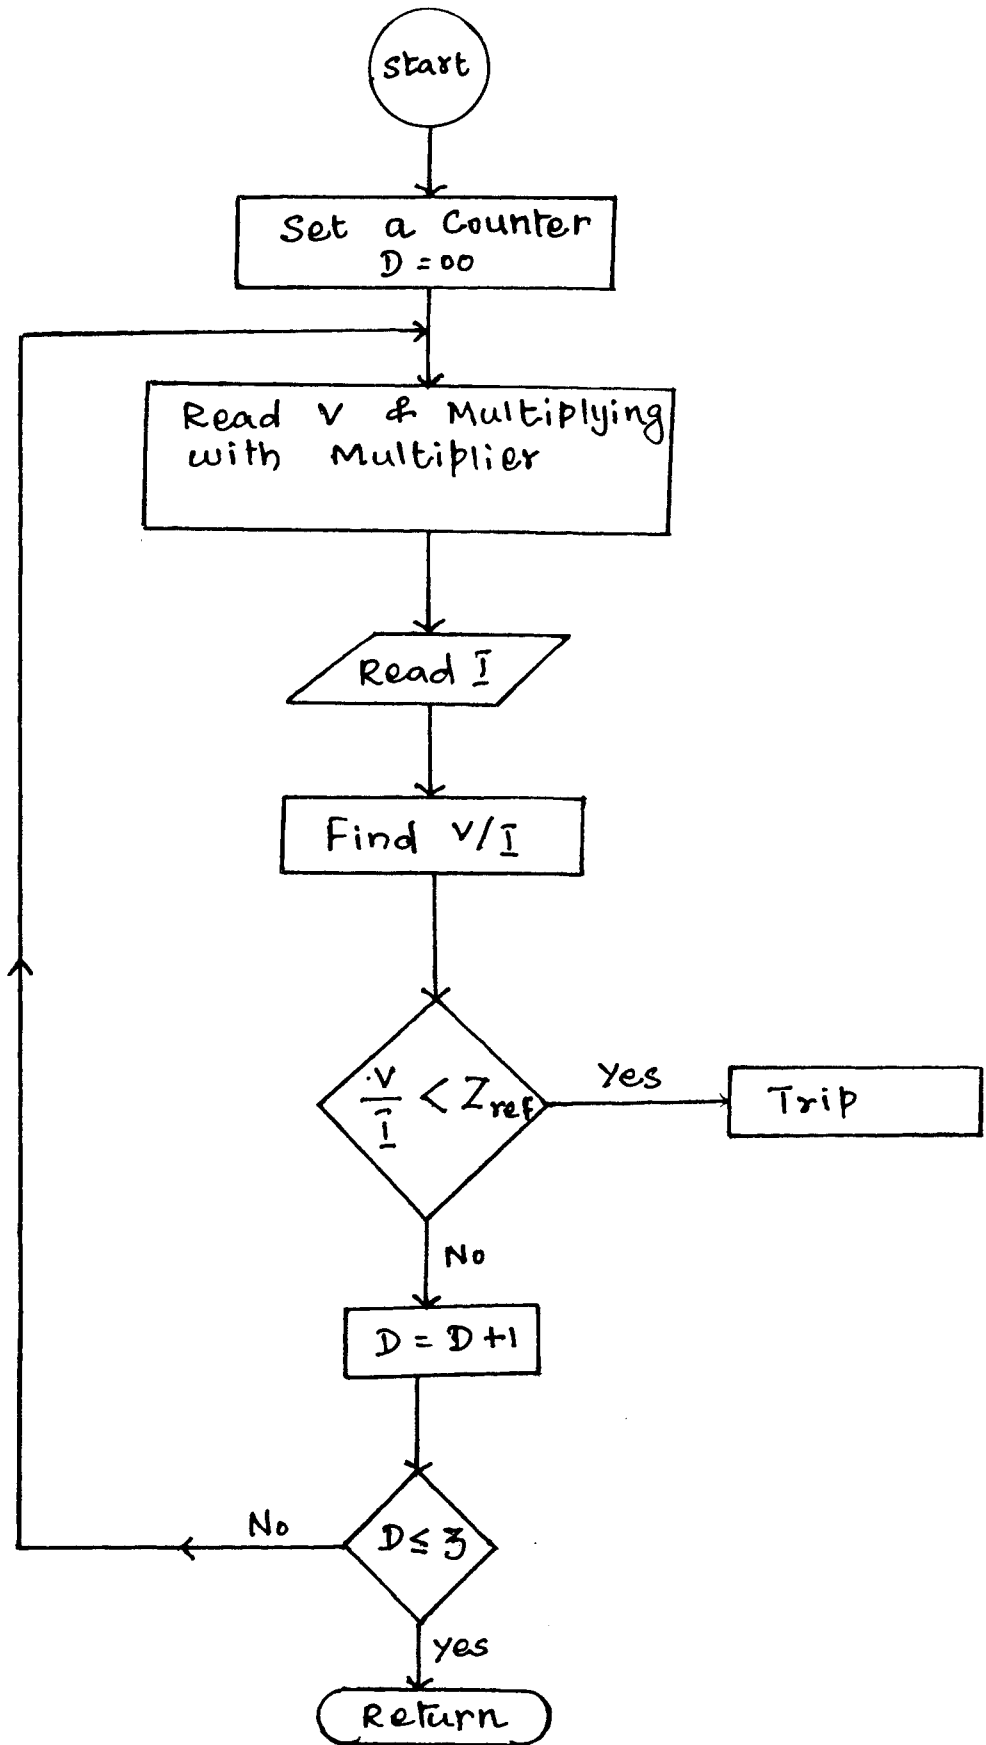 start
Set a Counter
D = 00
Read V & Multiplying
with Multiplier
Read I
Find V/I
V/I < Zref
Yes
Trip
No
D = D +1
D ≤ 3
No
yes
Return